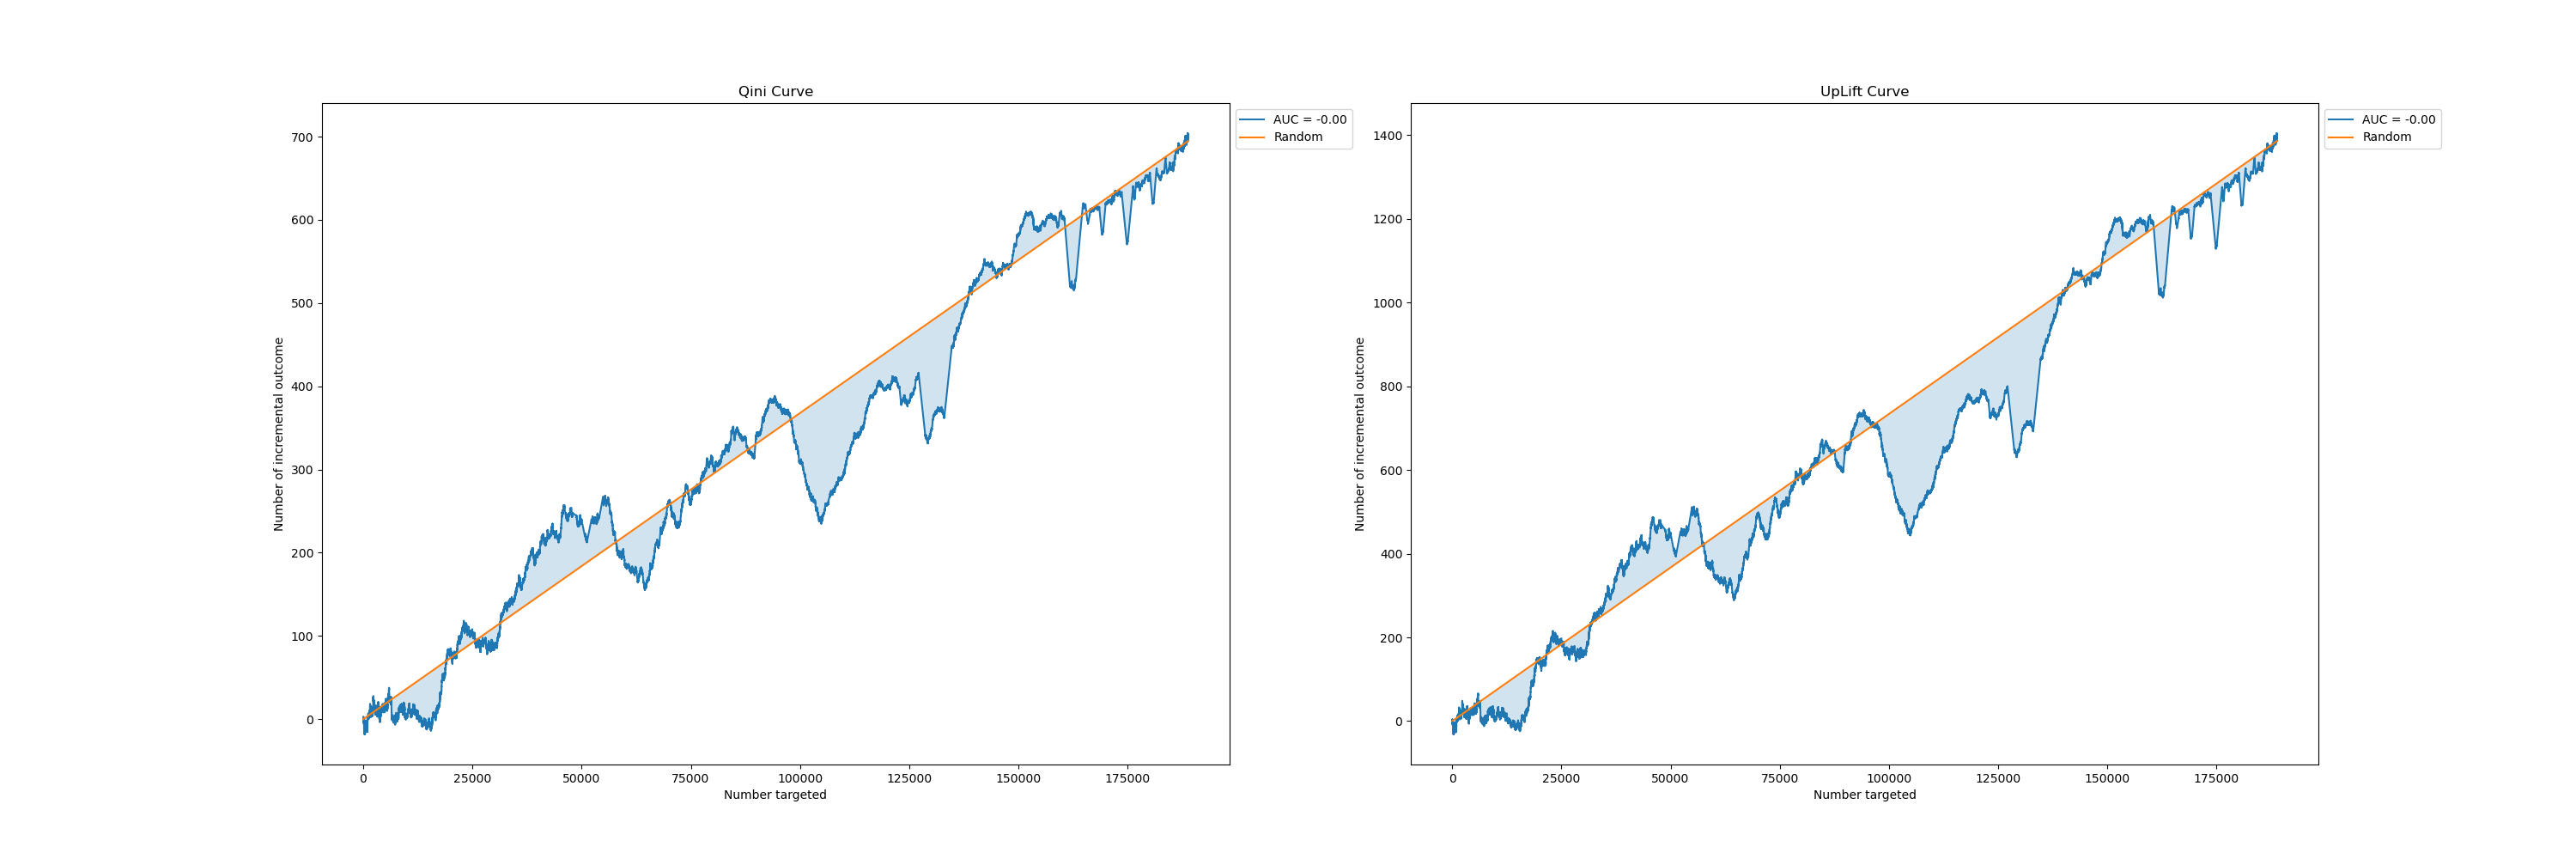 Qini Curve
AUC = -0.00
Random
700
600
500
400
300
200
100
0
Number of incremental outcome
0 25000 50000 75000 100000 125000 150000 175000
Number targeted
UpLift Curve
AUC = -0.00
Random
1400
1200
1000
800
600
400
200
0
Number of incremental outcome
0 25000 50000 75000 100000 125000 150000 175000
Number targeted